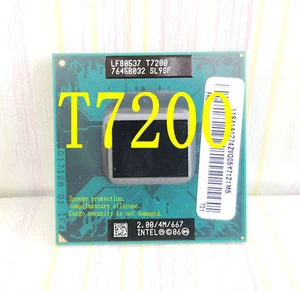 LF80537 T7200
7645B032 SL9SF
T7200
Sponge protection.
complimentary silicone.
Cargo security is not damaged.
2.00/4M/667
INTEL©06